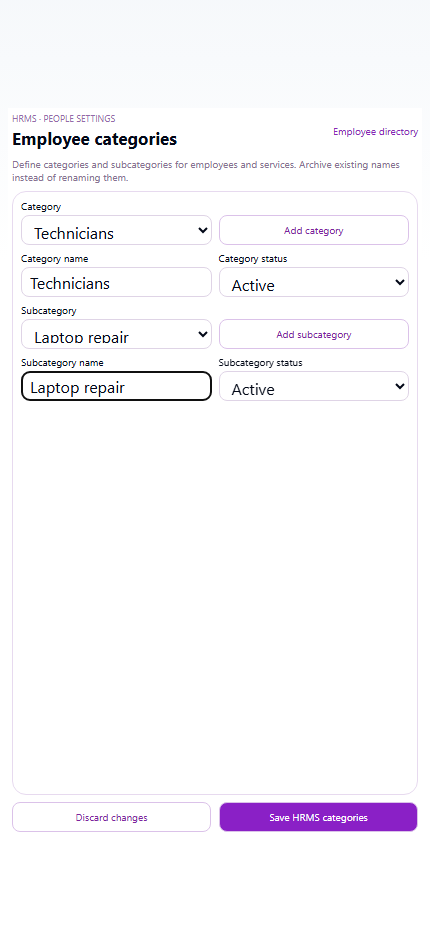 HRMS · PEOPLE SETTINGS
Employee categories
Employee directory
Define categories and subcategories for employees and services. Archive existing names
instead of renaming them.
Category
Technicians
Add category
Category name
Category status
Technicians
Active
Subcategory
Laptop repair
Add subcategory
Subcategory name
Subcategory status
Laptop repair
Active
Discard changes
Save HRMS categories